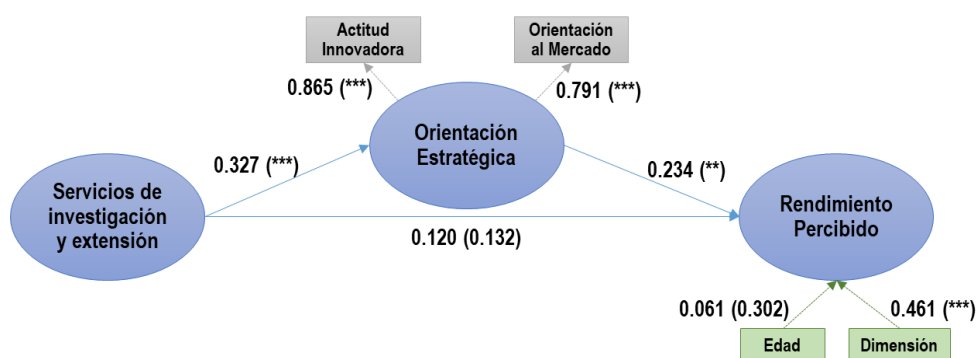 Actitud
Innovadora
Orientación
al Mercado
0.865 (***)
0.791 (***)
Orientación
Estratégica
0.327 (***)
0.234 (**)
Servicios de
investigación
y extensión
Rendimiento
Percibido
0.120 (0.132)
0.061 (0.302)
0.461 (***)
Edad
Dimensión